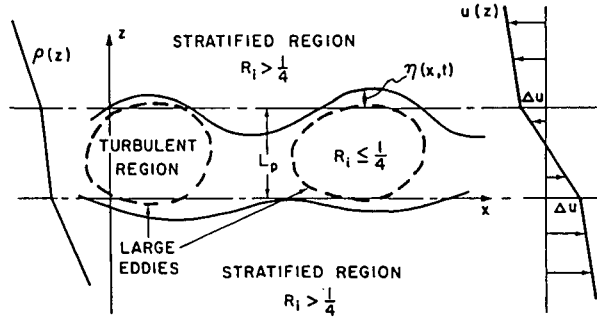 z
STRATIFIED REGION
Ri > 1/4
u(z)
ρ(z)
η(x,t)
Δu
TURBULENT REGION
Lp
Ri ≤ 1/4
x
Δu
LARGE EDDIES
STRATIFIED REGION
Ri > 1/4